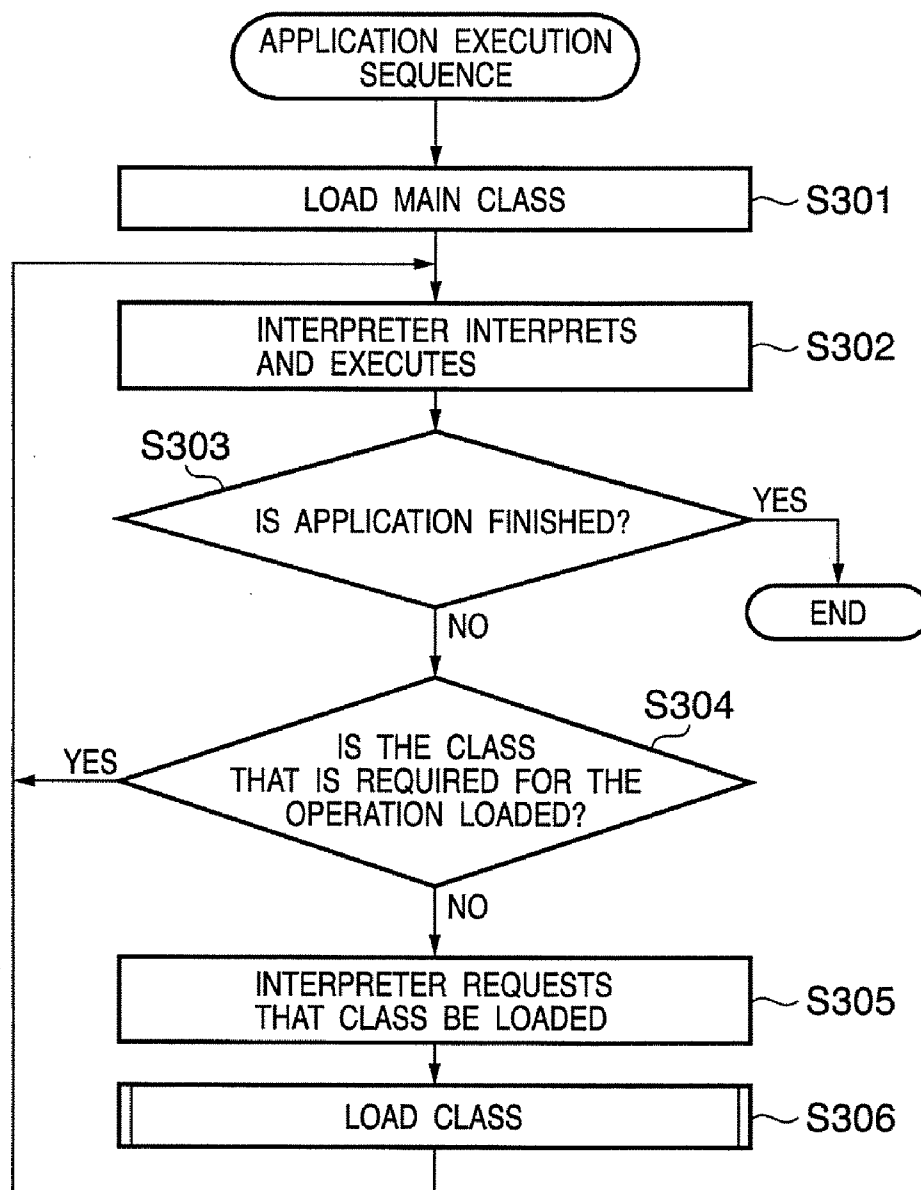 APPLICATION EXECUTION
SEQUENCE
LOAD MAIN CLASS
S301
INTERPRETER INTERPRETS
AND EXECUTES
S302
S303
IS APPLICATION FINISHED?
YES
END
NO
S304
IS THE CLASS
THAT IS REQUIRED FOR THE
OPERATION LOADED?
YES
NO
INTERPRETER REQUESTS
THAT CLASS BE LOADED
S305
LOAD CLASS
S306